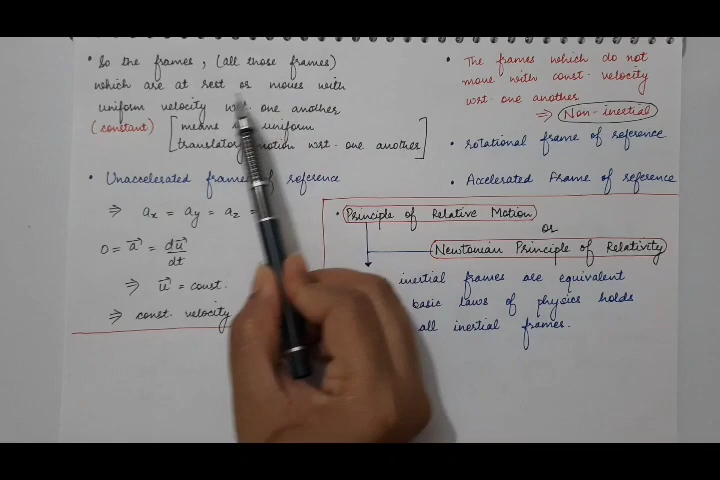 • So the frames, (all those frames)
which are at rest or moves with
uniform velocity wrt. one another
(constant) [means in uniform
translatory motion wrt. one another]
• Unaccelerated frame of reference
⇒ ax = ay = az =
0 = a⃗ = du⃗/dt
⇒ u⃗ = const.
⇒ const. velocity
• The frames which do not
move with const. velocity
wrt. one another
⇒ Non-inertial
• rotational frame of reference
• Accelerated Frame of reference
• Principle of Relative Motion
or
Newtonian Principle of Relativity
inertial frames are equivalent
basic laws of physics holds
all inertial frames.